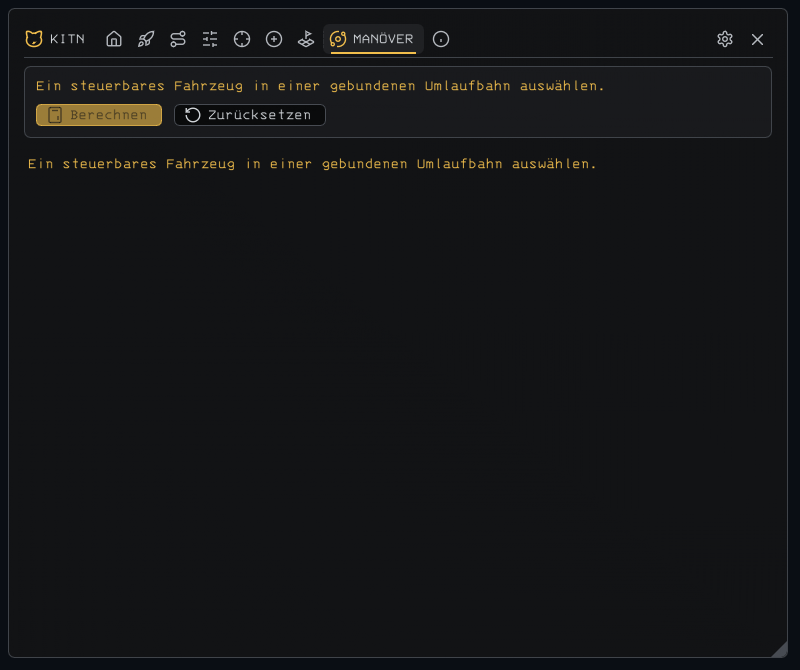 KITN MANÖVER
Ein steuerbares Fahrzeug in einer gebundenen Umlaufbahn auswählen.
Berechnen Zurücksetzen
Ein steuerbares Fahrzeug in einer gebundenen Umlaufbahn auswählen.